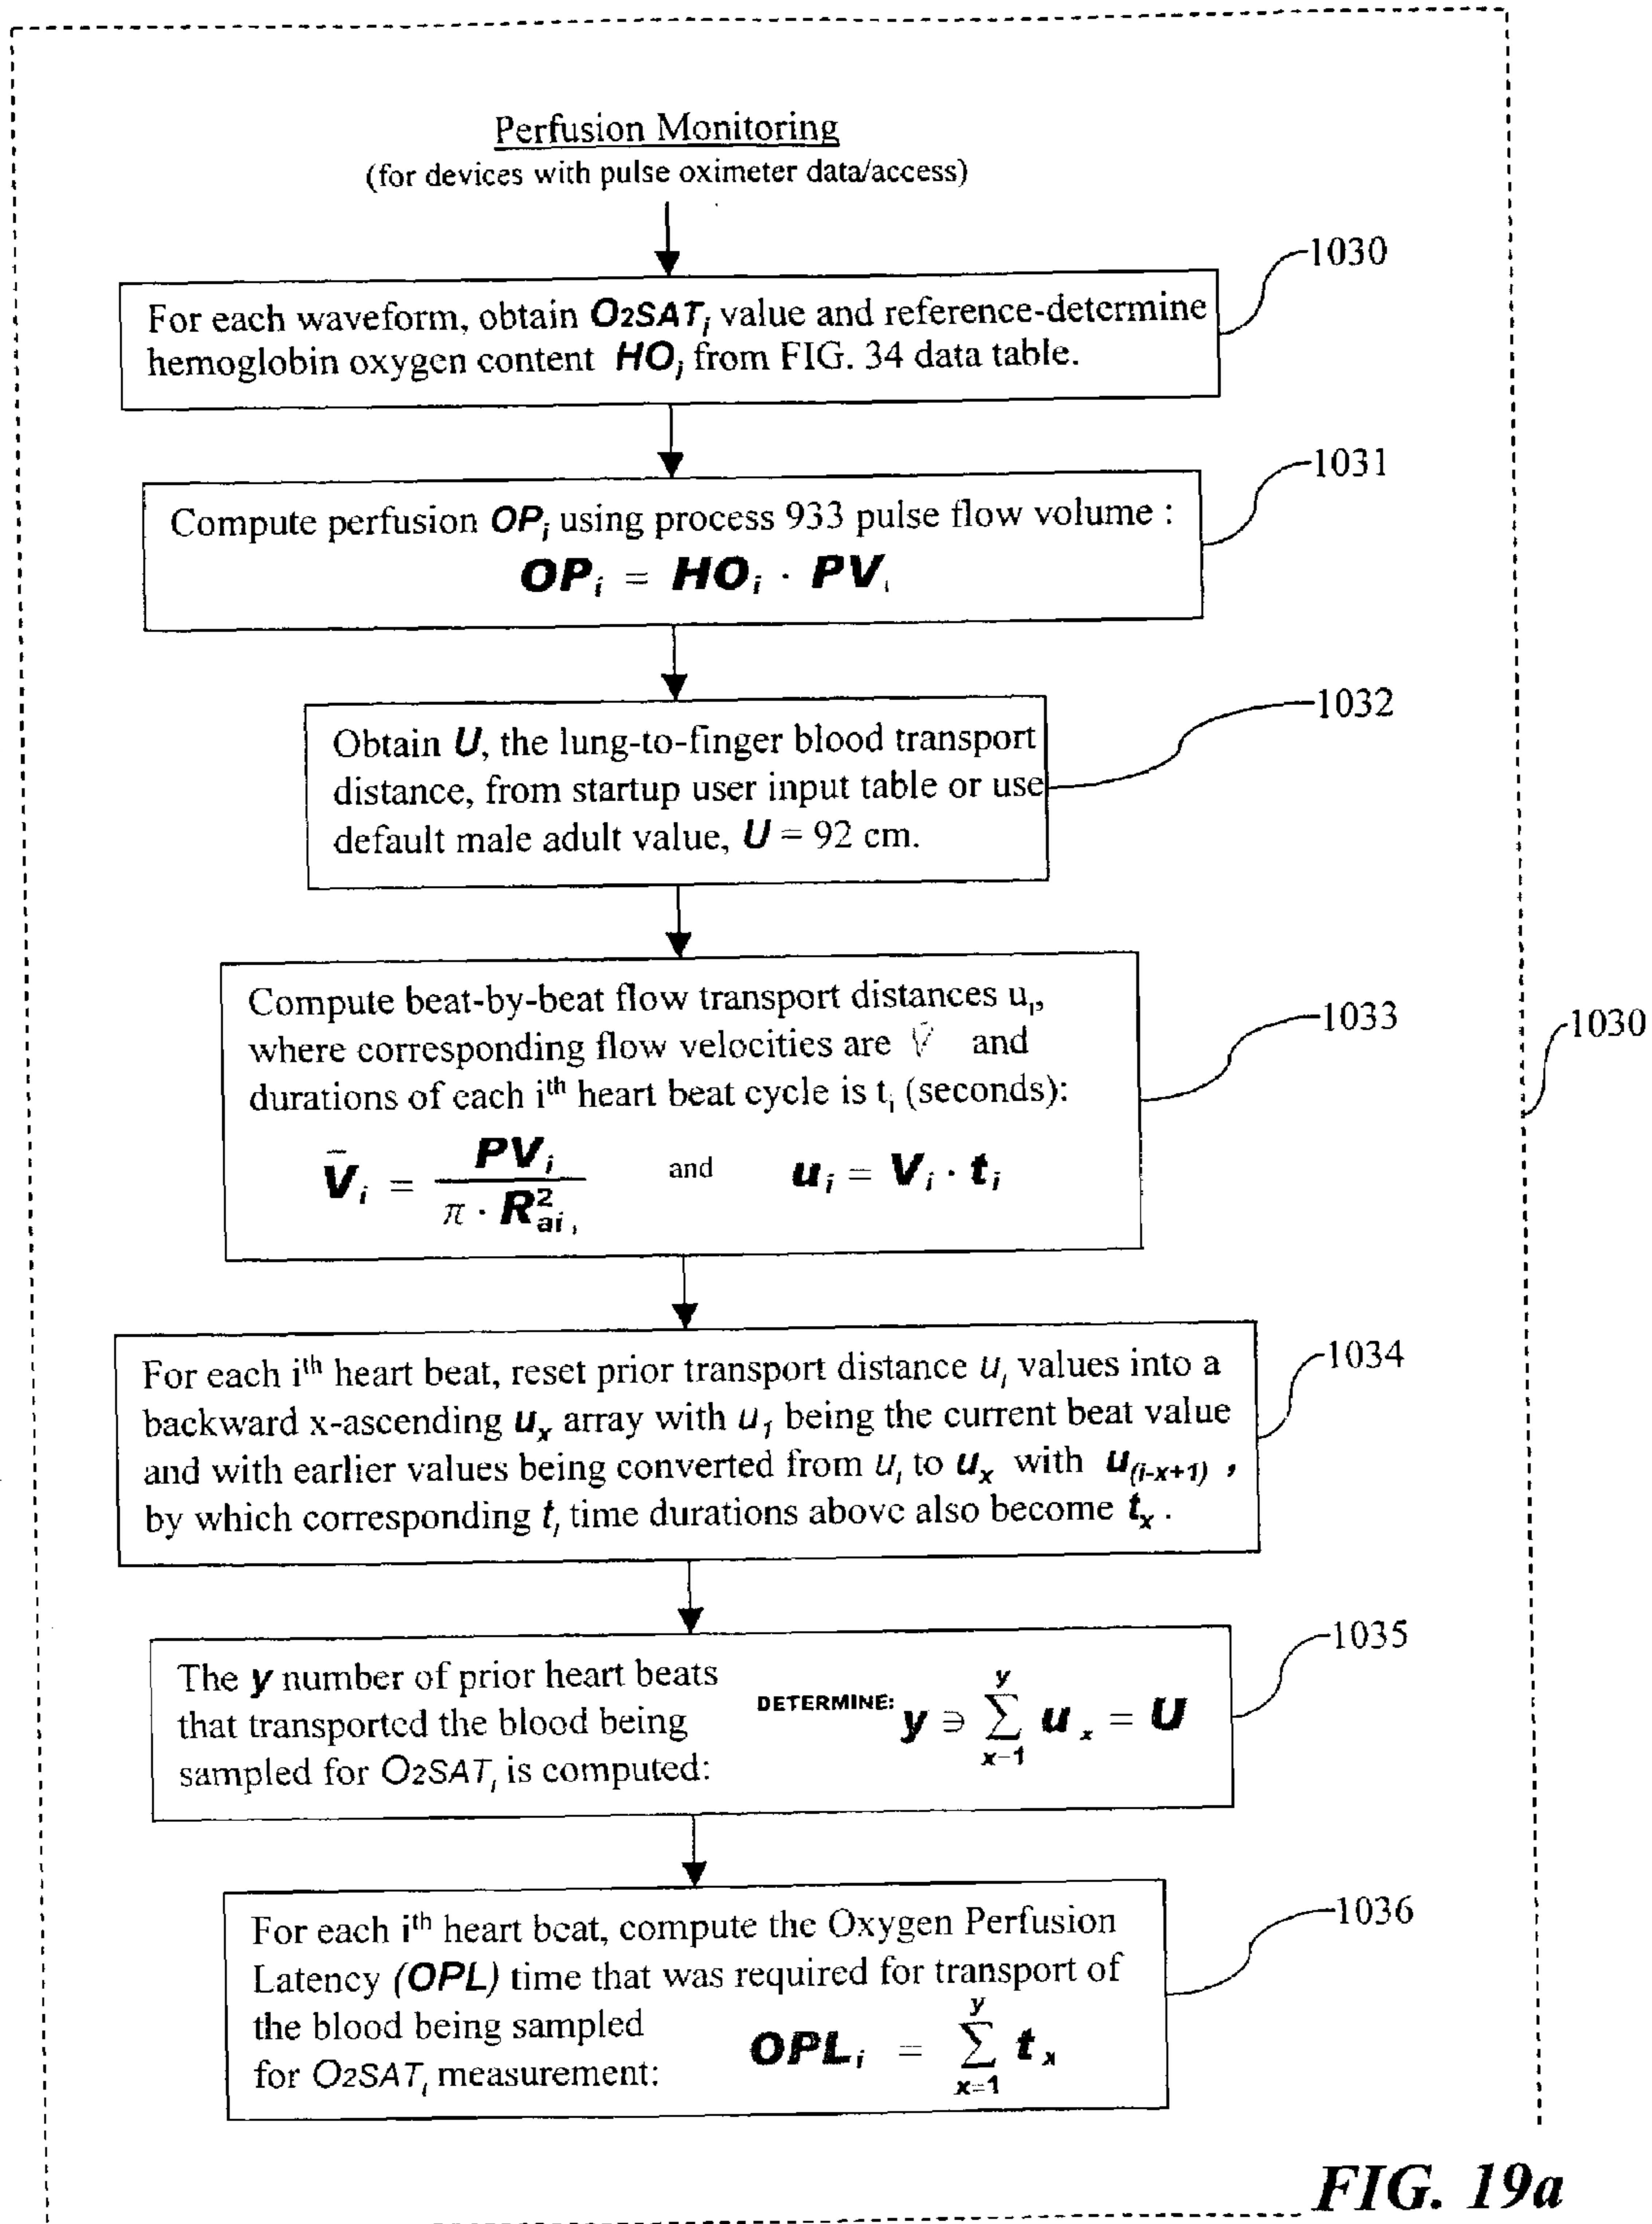 Perfusion Monitoring
(for devices with pulse oximeter data/access)
1030
For each waveform, obtain O₂SATᵢ value and reference-determine
hemoglobin oxygen content HOᵢ from FIG. 34 data table.
1031
Compute perfusion OPᵢ using process 933 pulse flow volume :
OPᵢ = HOᵢ · PVᵢ
1032
Obtain U, the lung-to-finger blood transport
distance, from startup user input table or use
default male adult value, U = 92 cm.
1033
Compute beat-by-beat flow transport distances uᵢ,
where corresponding flow velocities are V̄ and
durations of each iᵗʰ heart beat cycle is tᵢ (seconds):
V̄ᵢ = PVᵢ / π · R²ai, and uᵢ = Vᵢ · tᵢ
1030
1034
For each iᵗʰ heart beat, reset prior transport distance uᵢ values into a
backward x-ascending uₓ array with u₁ being the current beat value
and with earlier values being converted from uᵢ to uₓ with u(i-x+1) ,
by which corresponding tᵢ time durations above also become tₓ .
1035
The y number of prior heart beats
that transported the blood being
sampled for O₂SATᵢ is computed:
DETERMINE: y ∋ y ∑ x-1 uₓ = U
1036
For each iᵗʰ heart beat, compute the Oxygen Perfusion
Latency (OPL) time that was required for transport of
the blood being sampled
for O₂SATᵢ measurement:
OPLᵢ = y ∑ x=1 tₓ
FIG. 19a